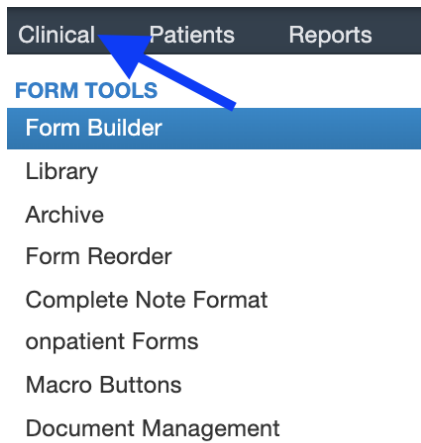 Clinical Patients Reports
FORM TOOLS
Form Builder
Library
Archive
Form Reorder
Complete Note Format
onpatient Forms
Macro Buttons
Document Management